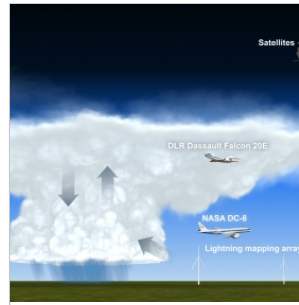 Satellites
DLR Dassault Falcon 20E
NASA DC-8
Lightning mapping array